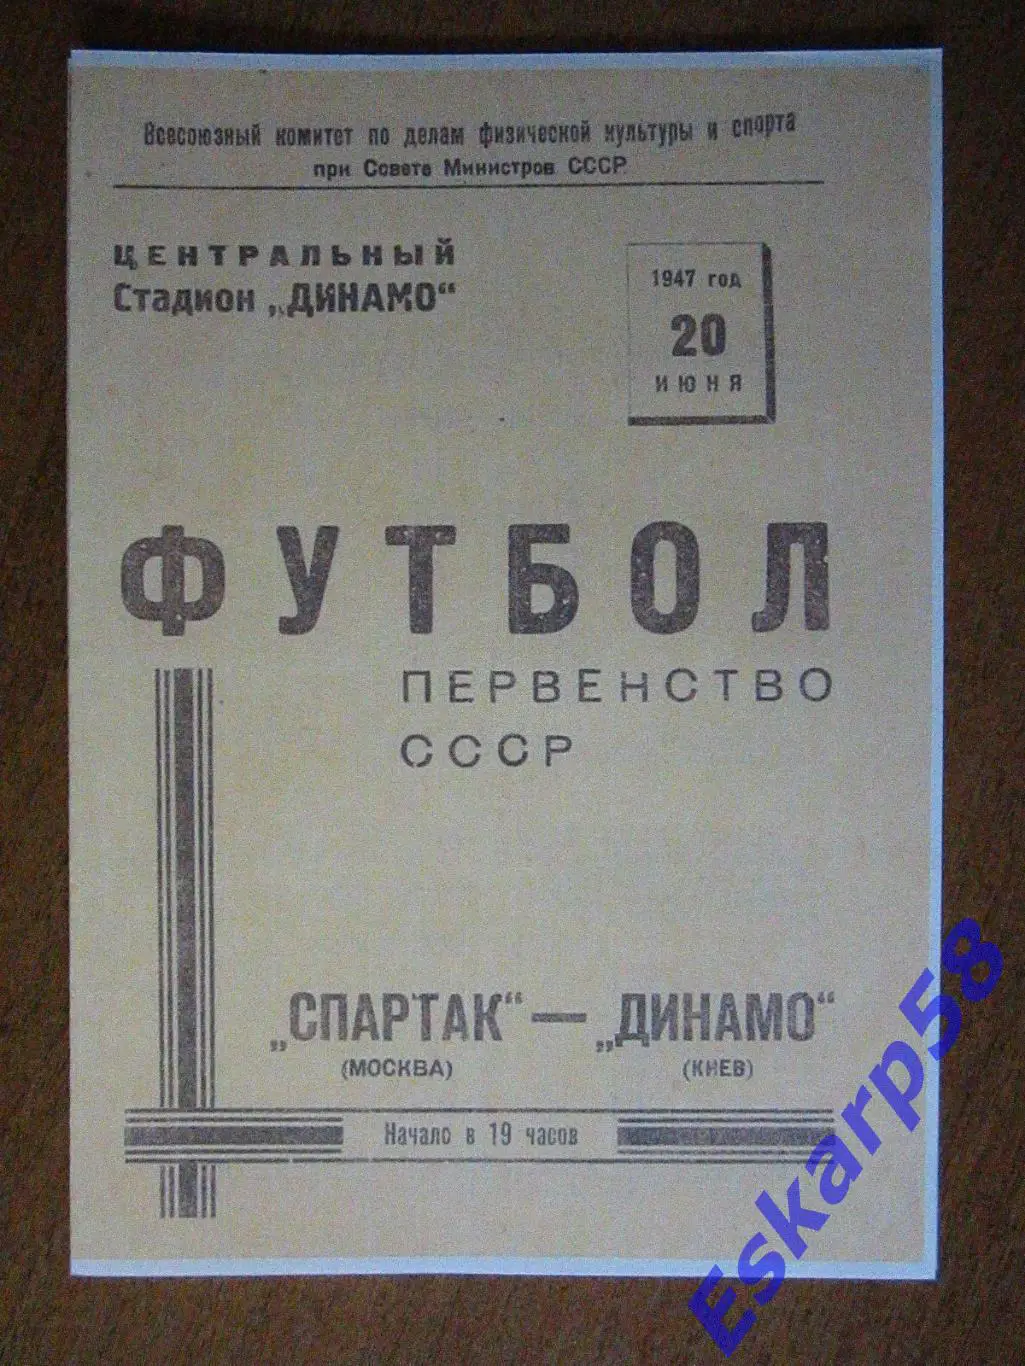 Всесоюзный комитет по делам физической культуры и спорта
при Совете Министров СССР
ЦЕНТРАЛЬНЫЙ
Стадион „ДИНАМО“
1947 год
20
ИЮНЯ
ФУТБОЛ
ПЕРВЕНСТВО
СССР
„СПАРТАК“ — „ДИНАМО“
(МОСКВА) (КИЕВ)
Начало в 19 часов
Eskarp58